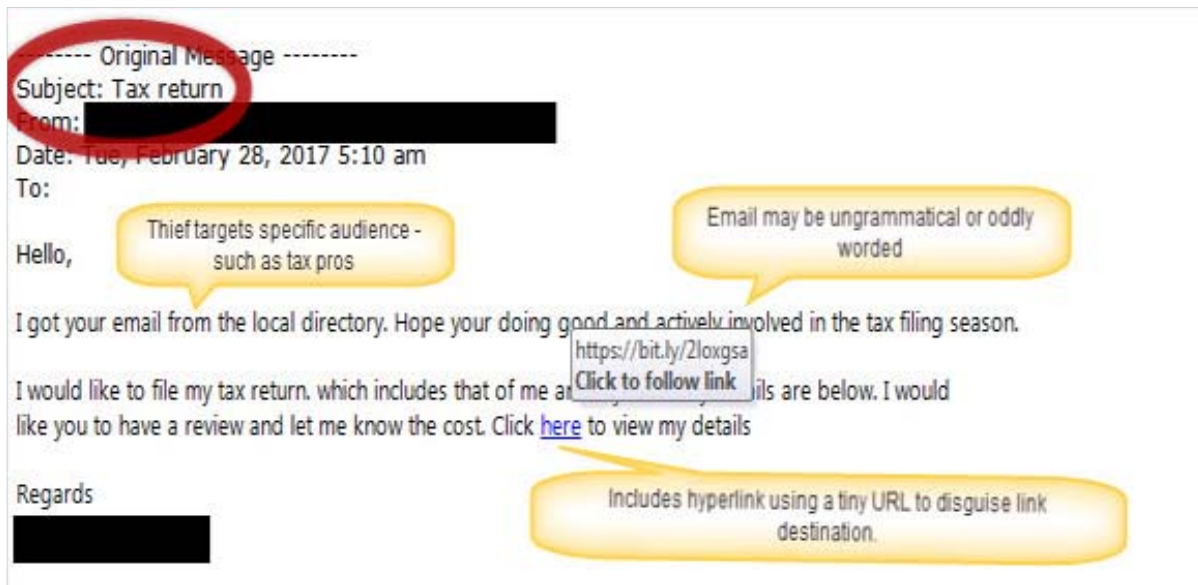 -------- Original Message --------
Subject: Tax return
From:
Date: Tue, February 28, 2017 5:10 am
To:
Thief targets specific audience -
such as tax pros
Email may be ungrammatical or oddly
worded
Hello,
I got your email from the local directory. Hope your doing good and actively involved in the tax filing season.
https://bit.ly/2loxgsa
Click to follow link
I would like to file my tax return. which includes that of me are below. I would
like you to have a review and let me know the cost. Click here to view my details
Includes hyperlink using a tiny URL to disguise link
destination.
Regards